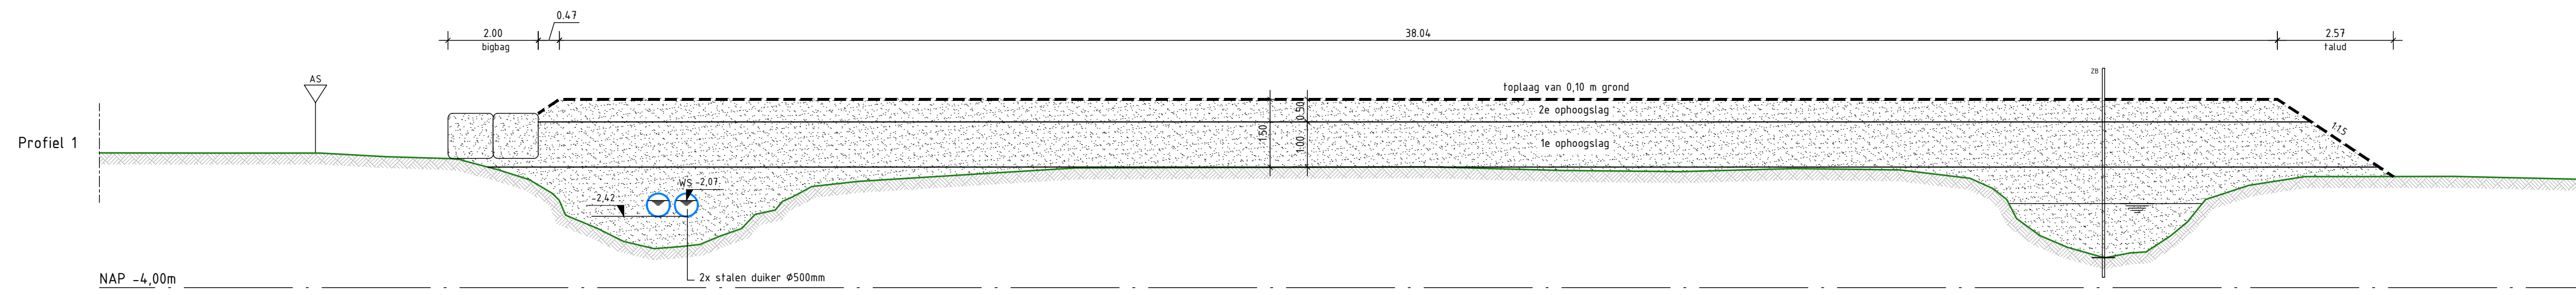 0.47
2.00
38.04
2.57
bigbag
talud
ZB
AS
toplaag van 0,10 m grond
2e ophoogslag
0.50
1.50
1:1.5
Profiel 1
1.00
1e ophoogslag
WS -2,07
-2,42
2x stalen duiker Ø500mm
NAP -4,00m